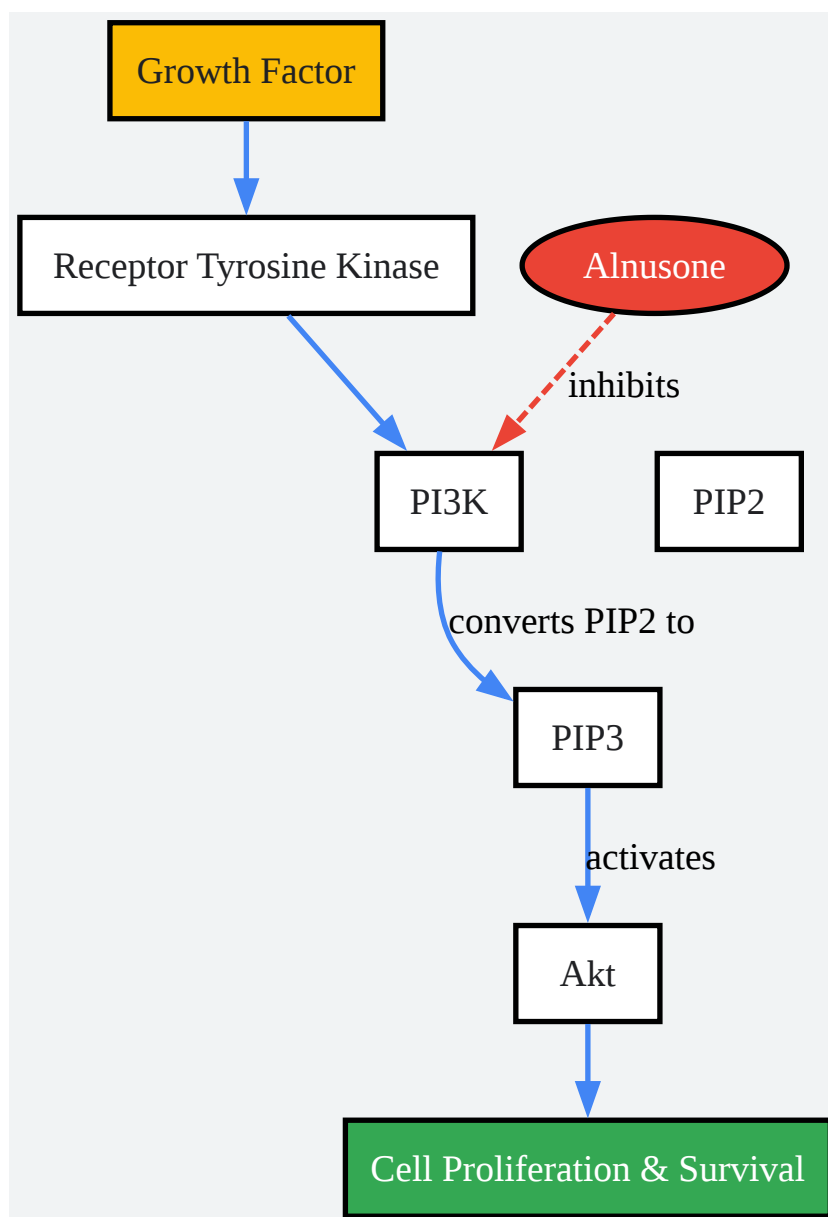 Growth Factor
Receptor Tyrosine Kinase
Alnusone
inhibits
PI3K
PIP2
converts PIP2 to
PIP3
activates
Akt
Cell Proliferation & Survival